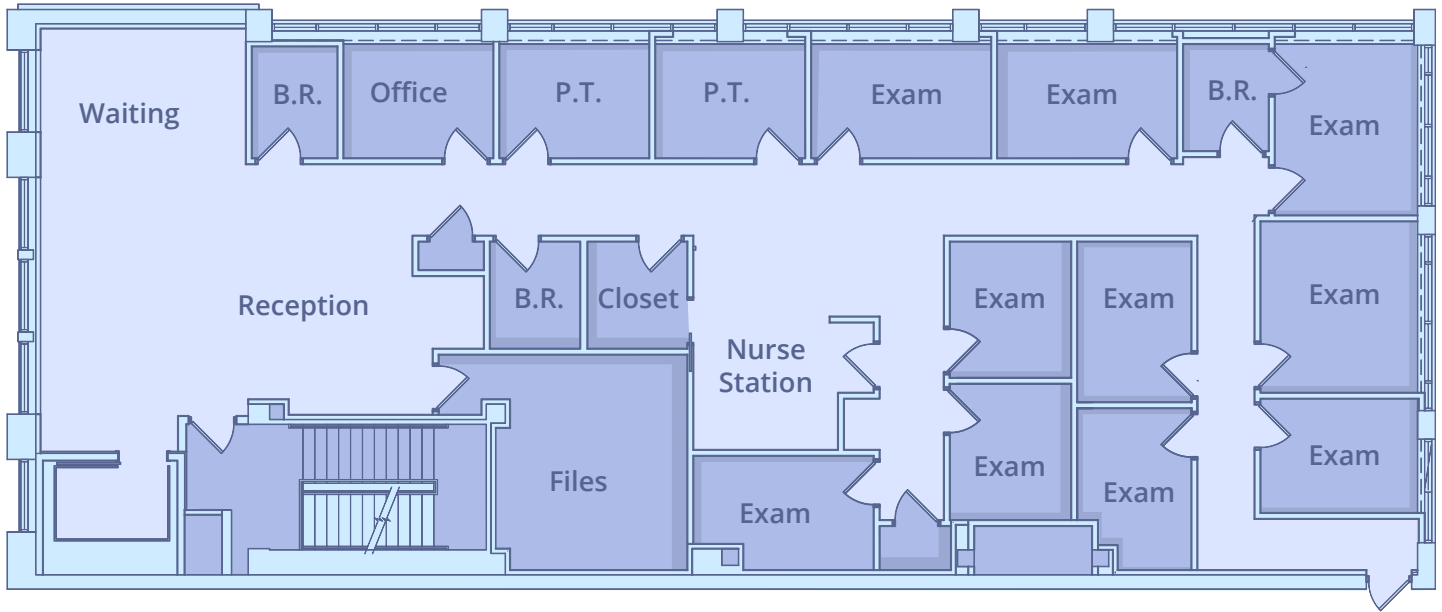 Waiting
B.R.
Office
P.T.
P.T.
Exam
Exam
B.R.
Exam
Reception
B.R.
Closet
Nurse
Station
Exam
Exam
Exam
Files
Exam
Exam
Exam
Exam